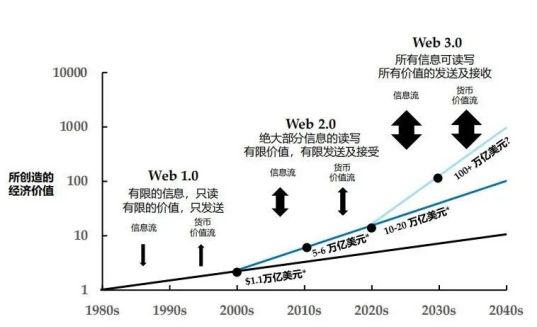 Web 3.0
所有信息可读写
所有价值的发送及接收
信息流
货币
价值流
Web 2.0
绝大部分信息的读写
有限价值，有限发送及接受
信息流
货币
价值流
Web 1.0
有限的信息，只读
有限的价值，只发送
信息流
货币
价值流
所创造的
经济价值
10000
1000
100
10
1
$1.1万亿美元*
5-6 万亿美元*
10-20 万亿美元*
100+ 万亿美元?
1980s 1990s 2000s 2010s 2020s 2030s 2040s